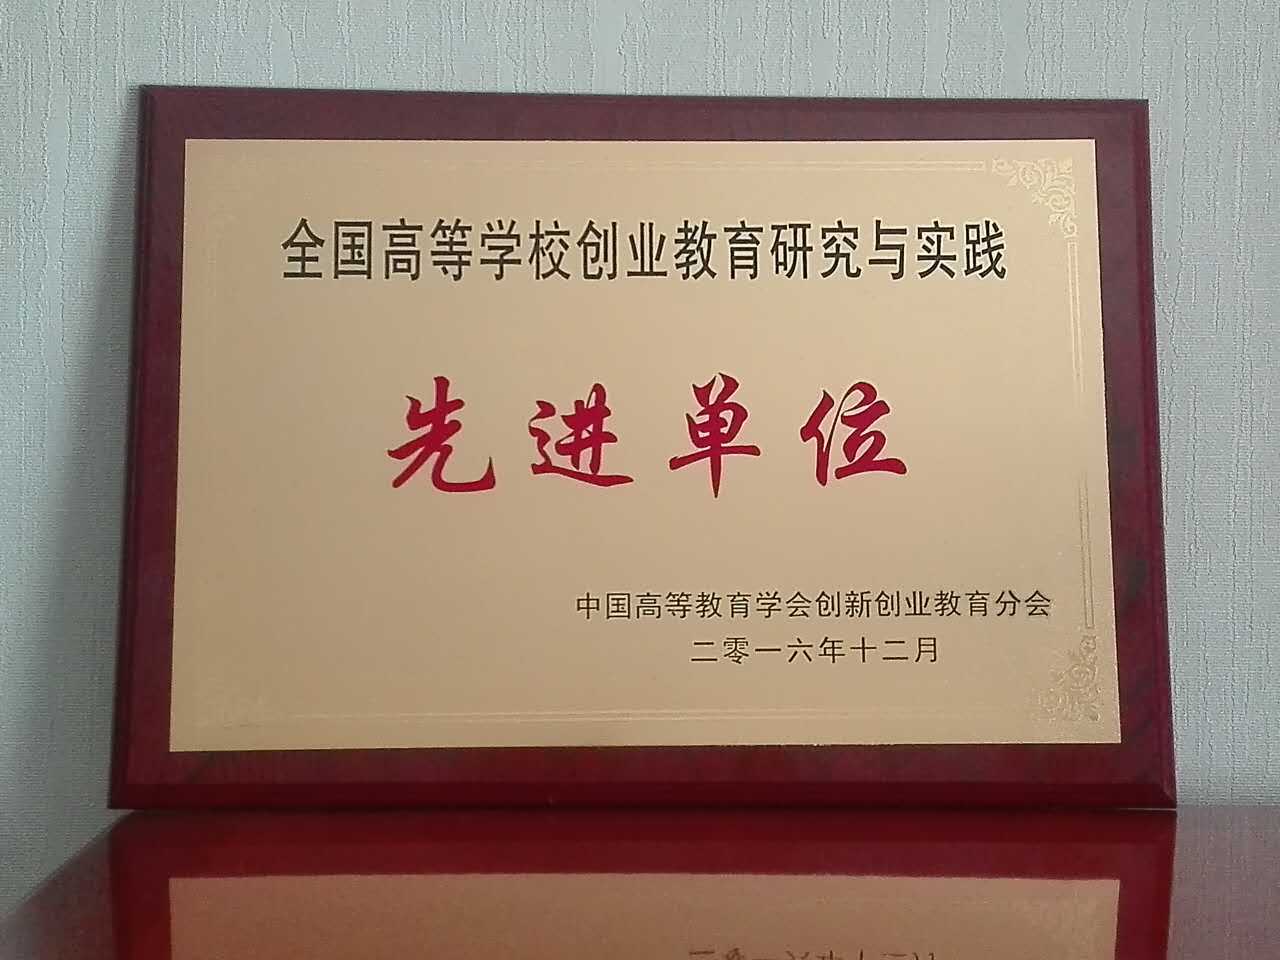 全国高等学校创业教育研究与实践
先进单位
中国高等教育学会创新创业教育分会
二零一六年十二月